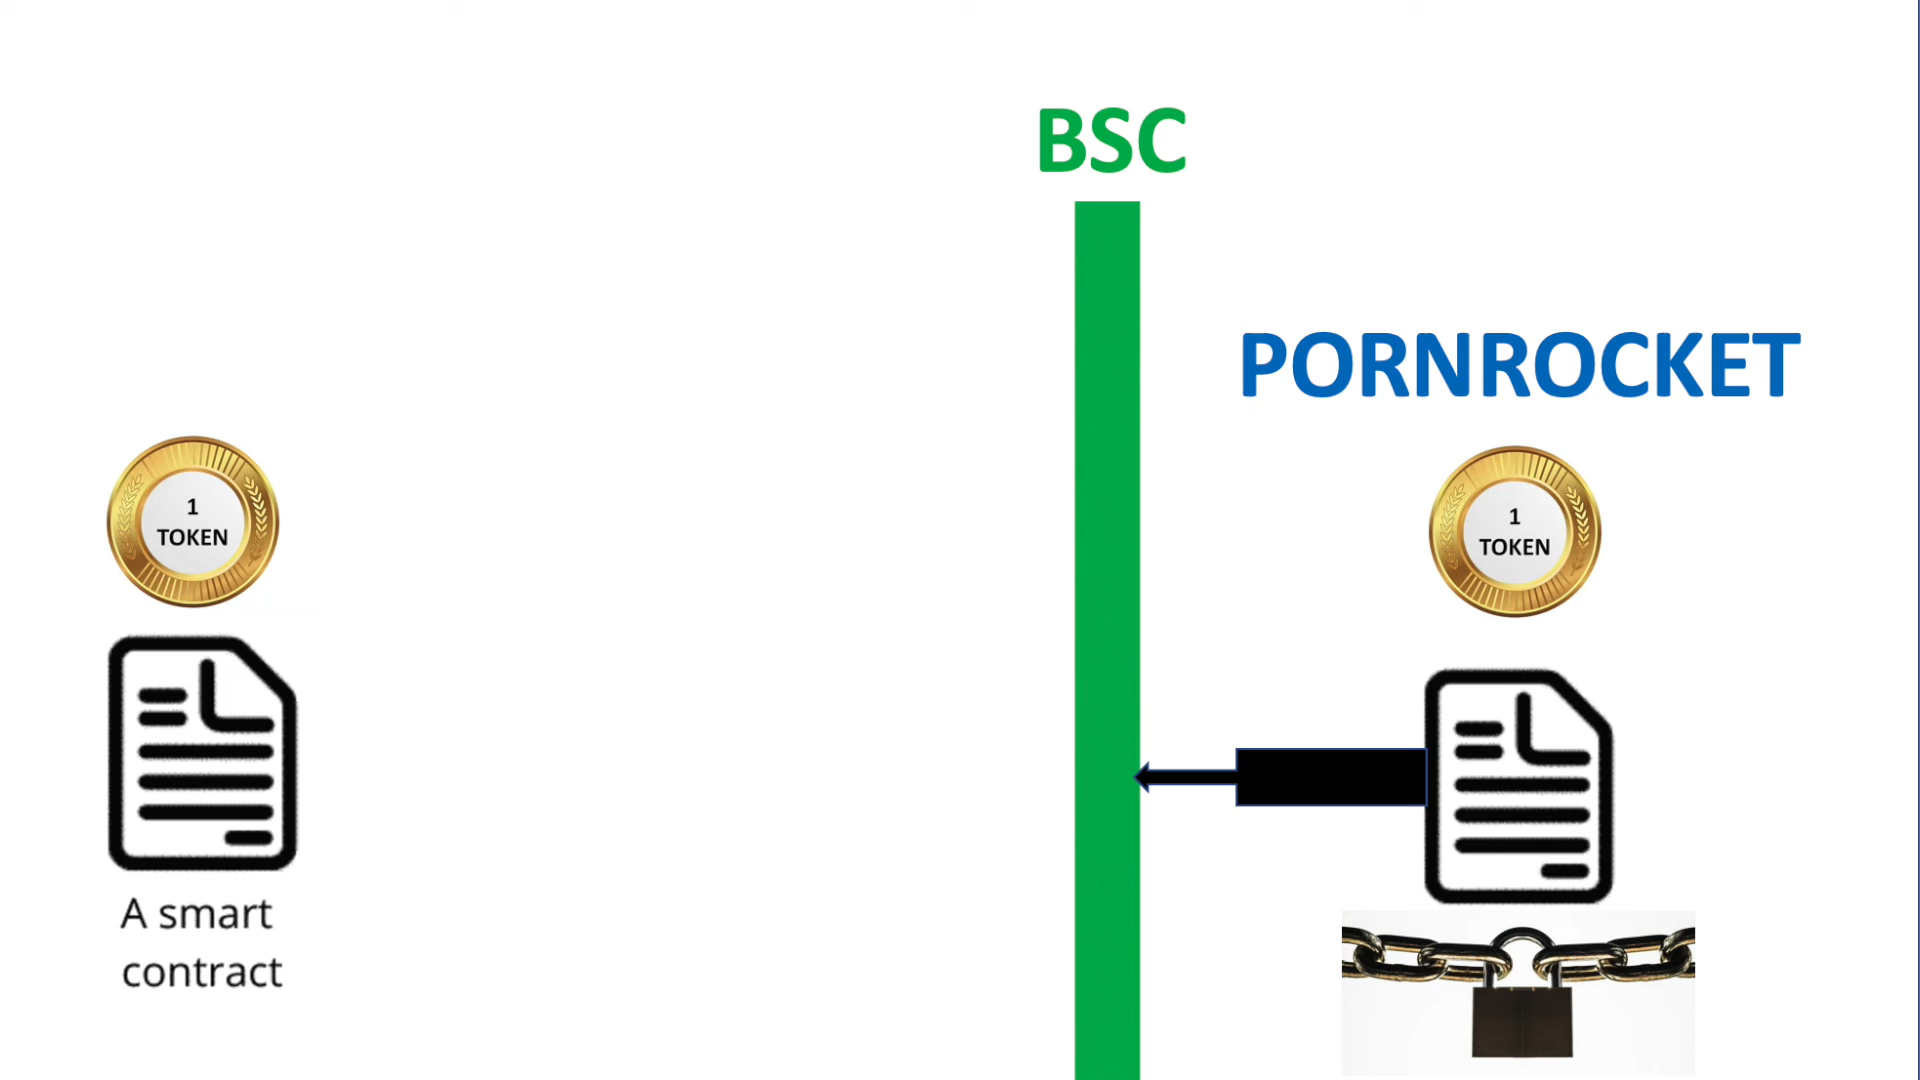 BSC
PORNROCKET
1
TOKEN
1
TOKEN
A smart
contract